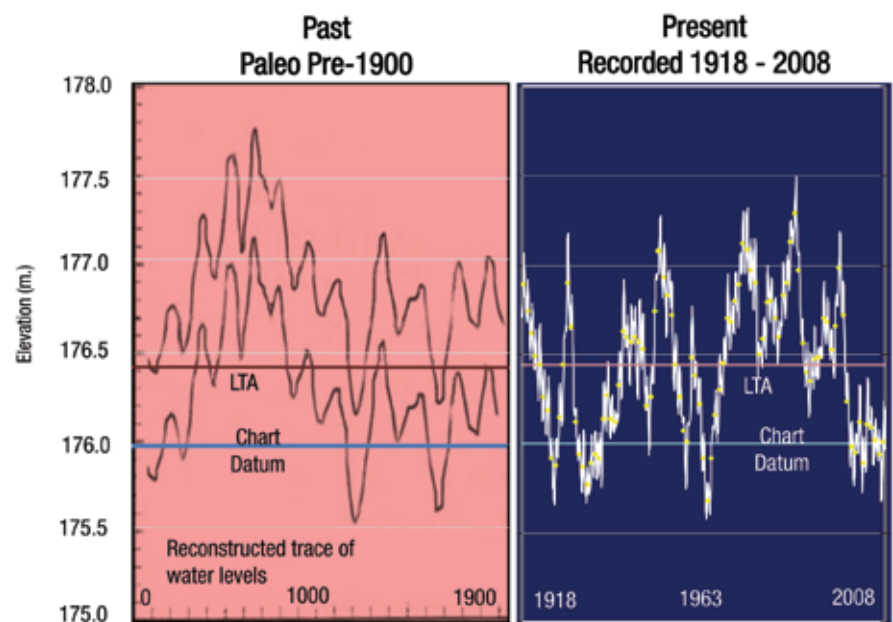 Past
Paleo Pre-1900
Present
Recorded 1918 - 2008
Elevation (m.)
178.0
177.5
177.0
176.5
176.0
175.5
175.0
LTA
Chart
Datum
Reconstructed trace of
water levels
0 1000 1900
LTA
Chart
Datum
1918 1963 2008